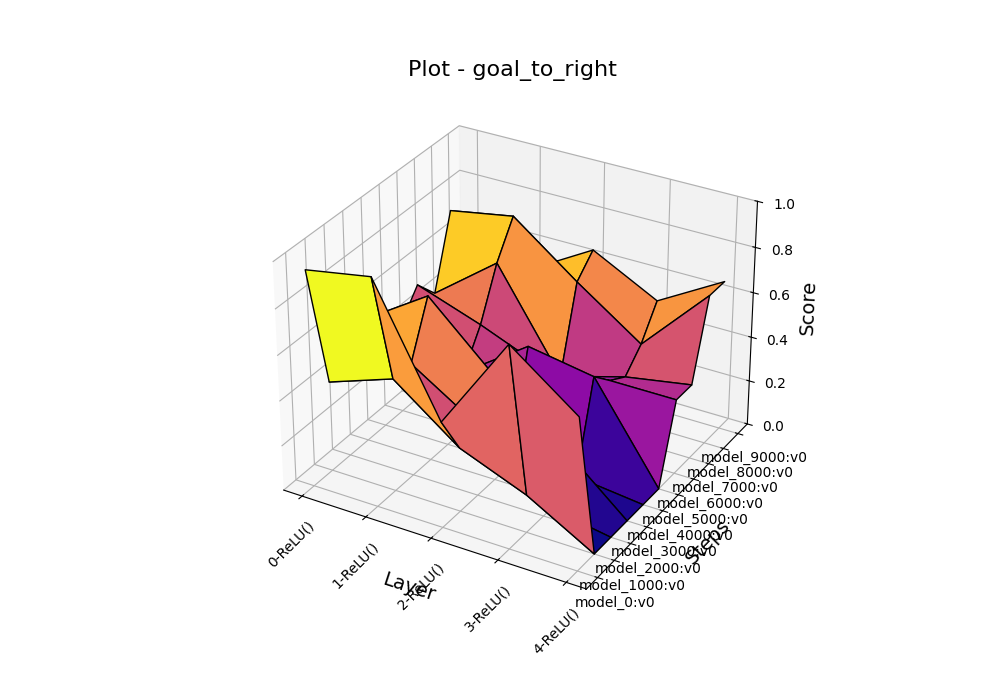 Plot - goal_to_right
1.0
0.8
0.6
0.4
0.2
0.0
Score
model_9000:v0
model_8000:v0
model_7000:v0
model_6000:v0
model_5000:v0
model_4000:v0
model_3000:v0
model_2000:v0
model_1000:v0
model_0:v0
Steps
0-ReLU()
1-ReLU()
2-ReLU()
3-ReLU()
4-ReLU()
Layer